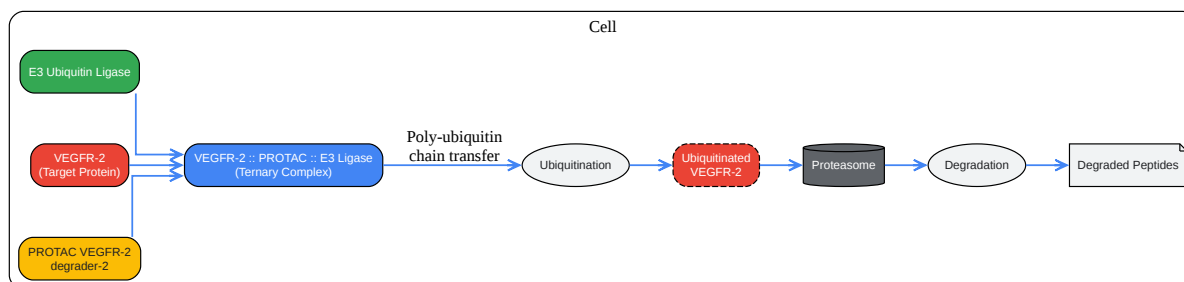 Cell
E3 Ubiquitin Ligase
VEGFR-2
(Target Protein)
PROTAC VEGFR-2
degrader-2
VEGFR-2 :: PROTAC :: E3 Ligase
(Ternary Complex)
Poly-ubiquitin
chain transfer
Ubiquitination
Ubiquitinated
VEGFR-2
Proteasome
Degradation
Degraded Peptides